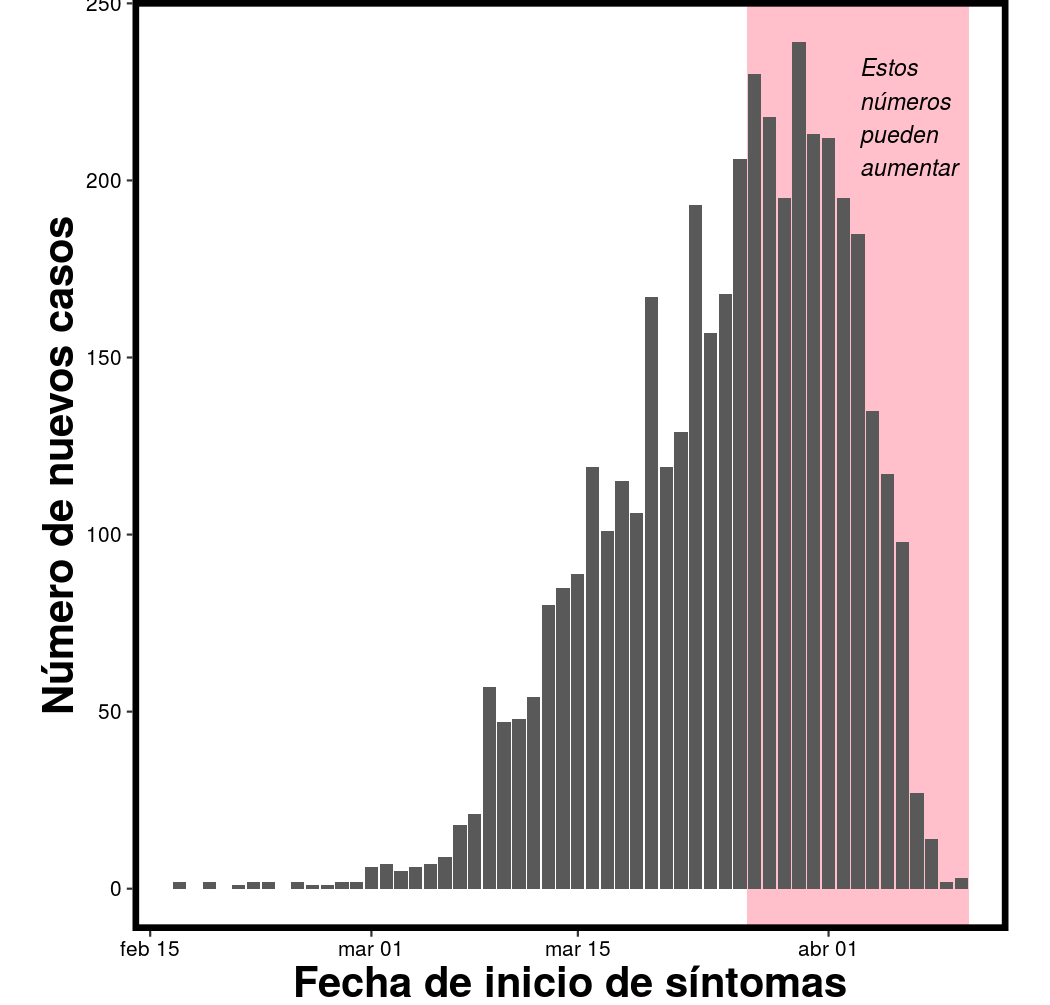 250
200
150
100
50
0
Número de nuevos casos
Estos
números
pueden
aumentar
feb 15
mar 01
mar 15
abr 01
Fecha de inicio de síntomas